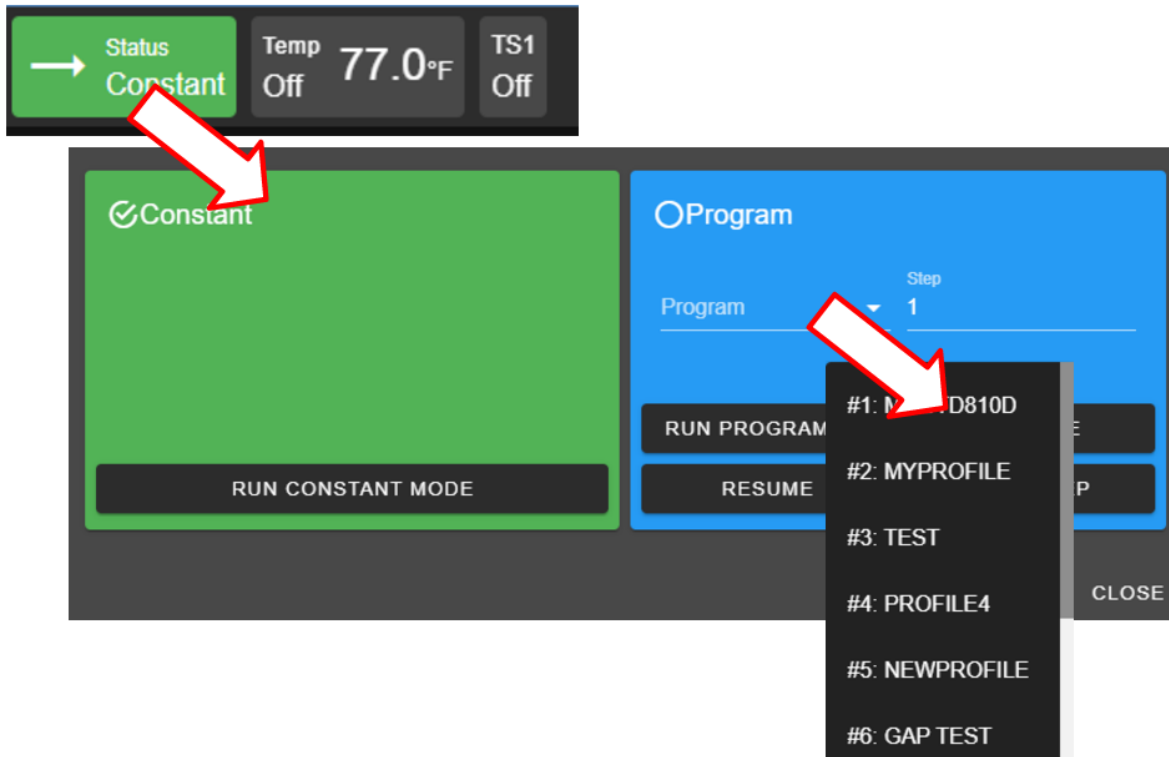 Status
Constant
Temp
Off
77.0°F
TS1
Off
Constant
RUN CONSTANT MODE
Program
Program
Step
1
RUN PROGRAM
RESUME
#1:
#2: MYPROFILE
#3: TEST
#4: PROFILE4
#5: NEWPROFILE
#6: GAP TEST
CLOSE